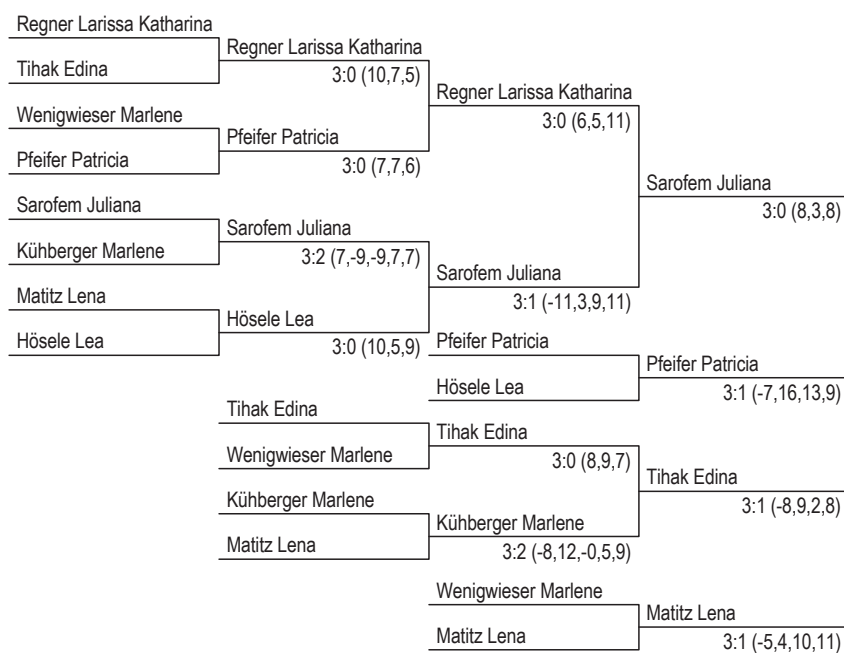 Regner Larissa Katharina
Regner Larissa Katharina
Tihak Edina
3:0 (10,7,5)
Regner Larissa Katharina
Wenigwieser Marlene
3:0 (6,5,11)
Pfeifer Patricia
Pfeifer Patricia
3:0 (7,7,6)
Sarofem Juliana
3:0 (8,3,8)
Sarofem Juliana
Sarofem Juliana
Kühberger Marlene
3:2 (7,-9,-9,7,7)
Sarofem Juliana
Matitz Lena
3:1 (-11,3,9,11)
Hösele Lea
Hösele Lea
3:0 (10,5,9)
Pfeifer Patricia
Pfeifer Patricia
Hösele Lea
3:1 (-7,16,13,9)
Tihak Edina
Tihak Edina
Wenigwieser Marlene
3:0 (8,9,7)
Tihak Edina
Kühberger Marlene
3:1 (-8,9,2,8)
Kühberger Marlene
Matitz Lena
3:2 (-8,12,-0,5,9)
Wenigwieser Marlene
Matitz Lena
Matitz Lena
3:1 (-5,4,10,11)